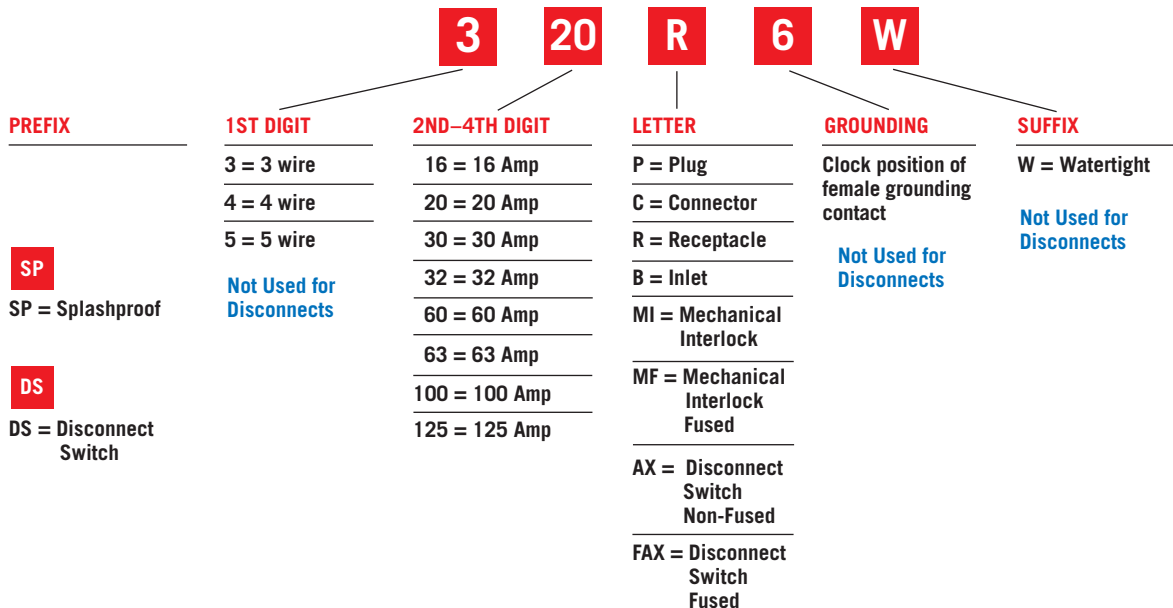 3 20 R 6 W
PREFIX
SP
SP = Splashproof
DS
DS = Disconnect
Switch
1ST DIGIT
3 = 3 wire
4 = 4 wire
5 = 5 wire
Not Used for
Disconnects
2ND–4TH DIGIT
16 = 16 Amp
20 = 20 Amp
30 = 30 Amp
32 = 32 Amp
60 = 60 Amp
63 = 63 Amp
100 = 100 Amp
125 = 125 Amp
LETTER
P = Plug
C = Connector
R = Receptacle
B = Inlet
MI = Mechanical
Interlock
MF = Mechanical
Interlock
Fused
AX = Disconnect
Switch
Non-Fused
FAX = Disconnect
Switch
Fused
GROUNDING
Clock position of
female grounding
contact
Not Used for
Disconnects
SUFFIX
W = Watertight
Not Used for
Disconnects